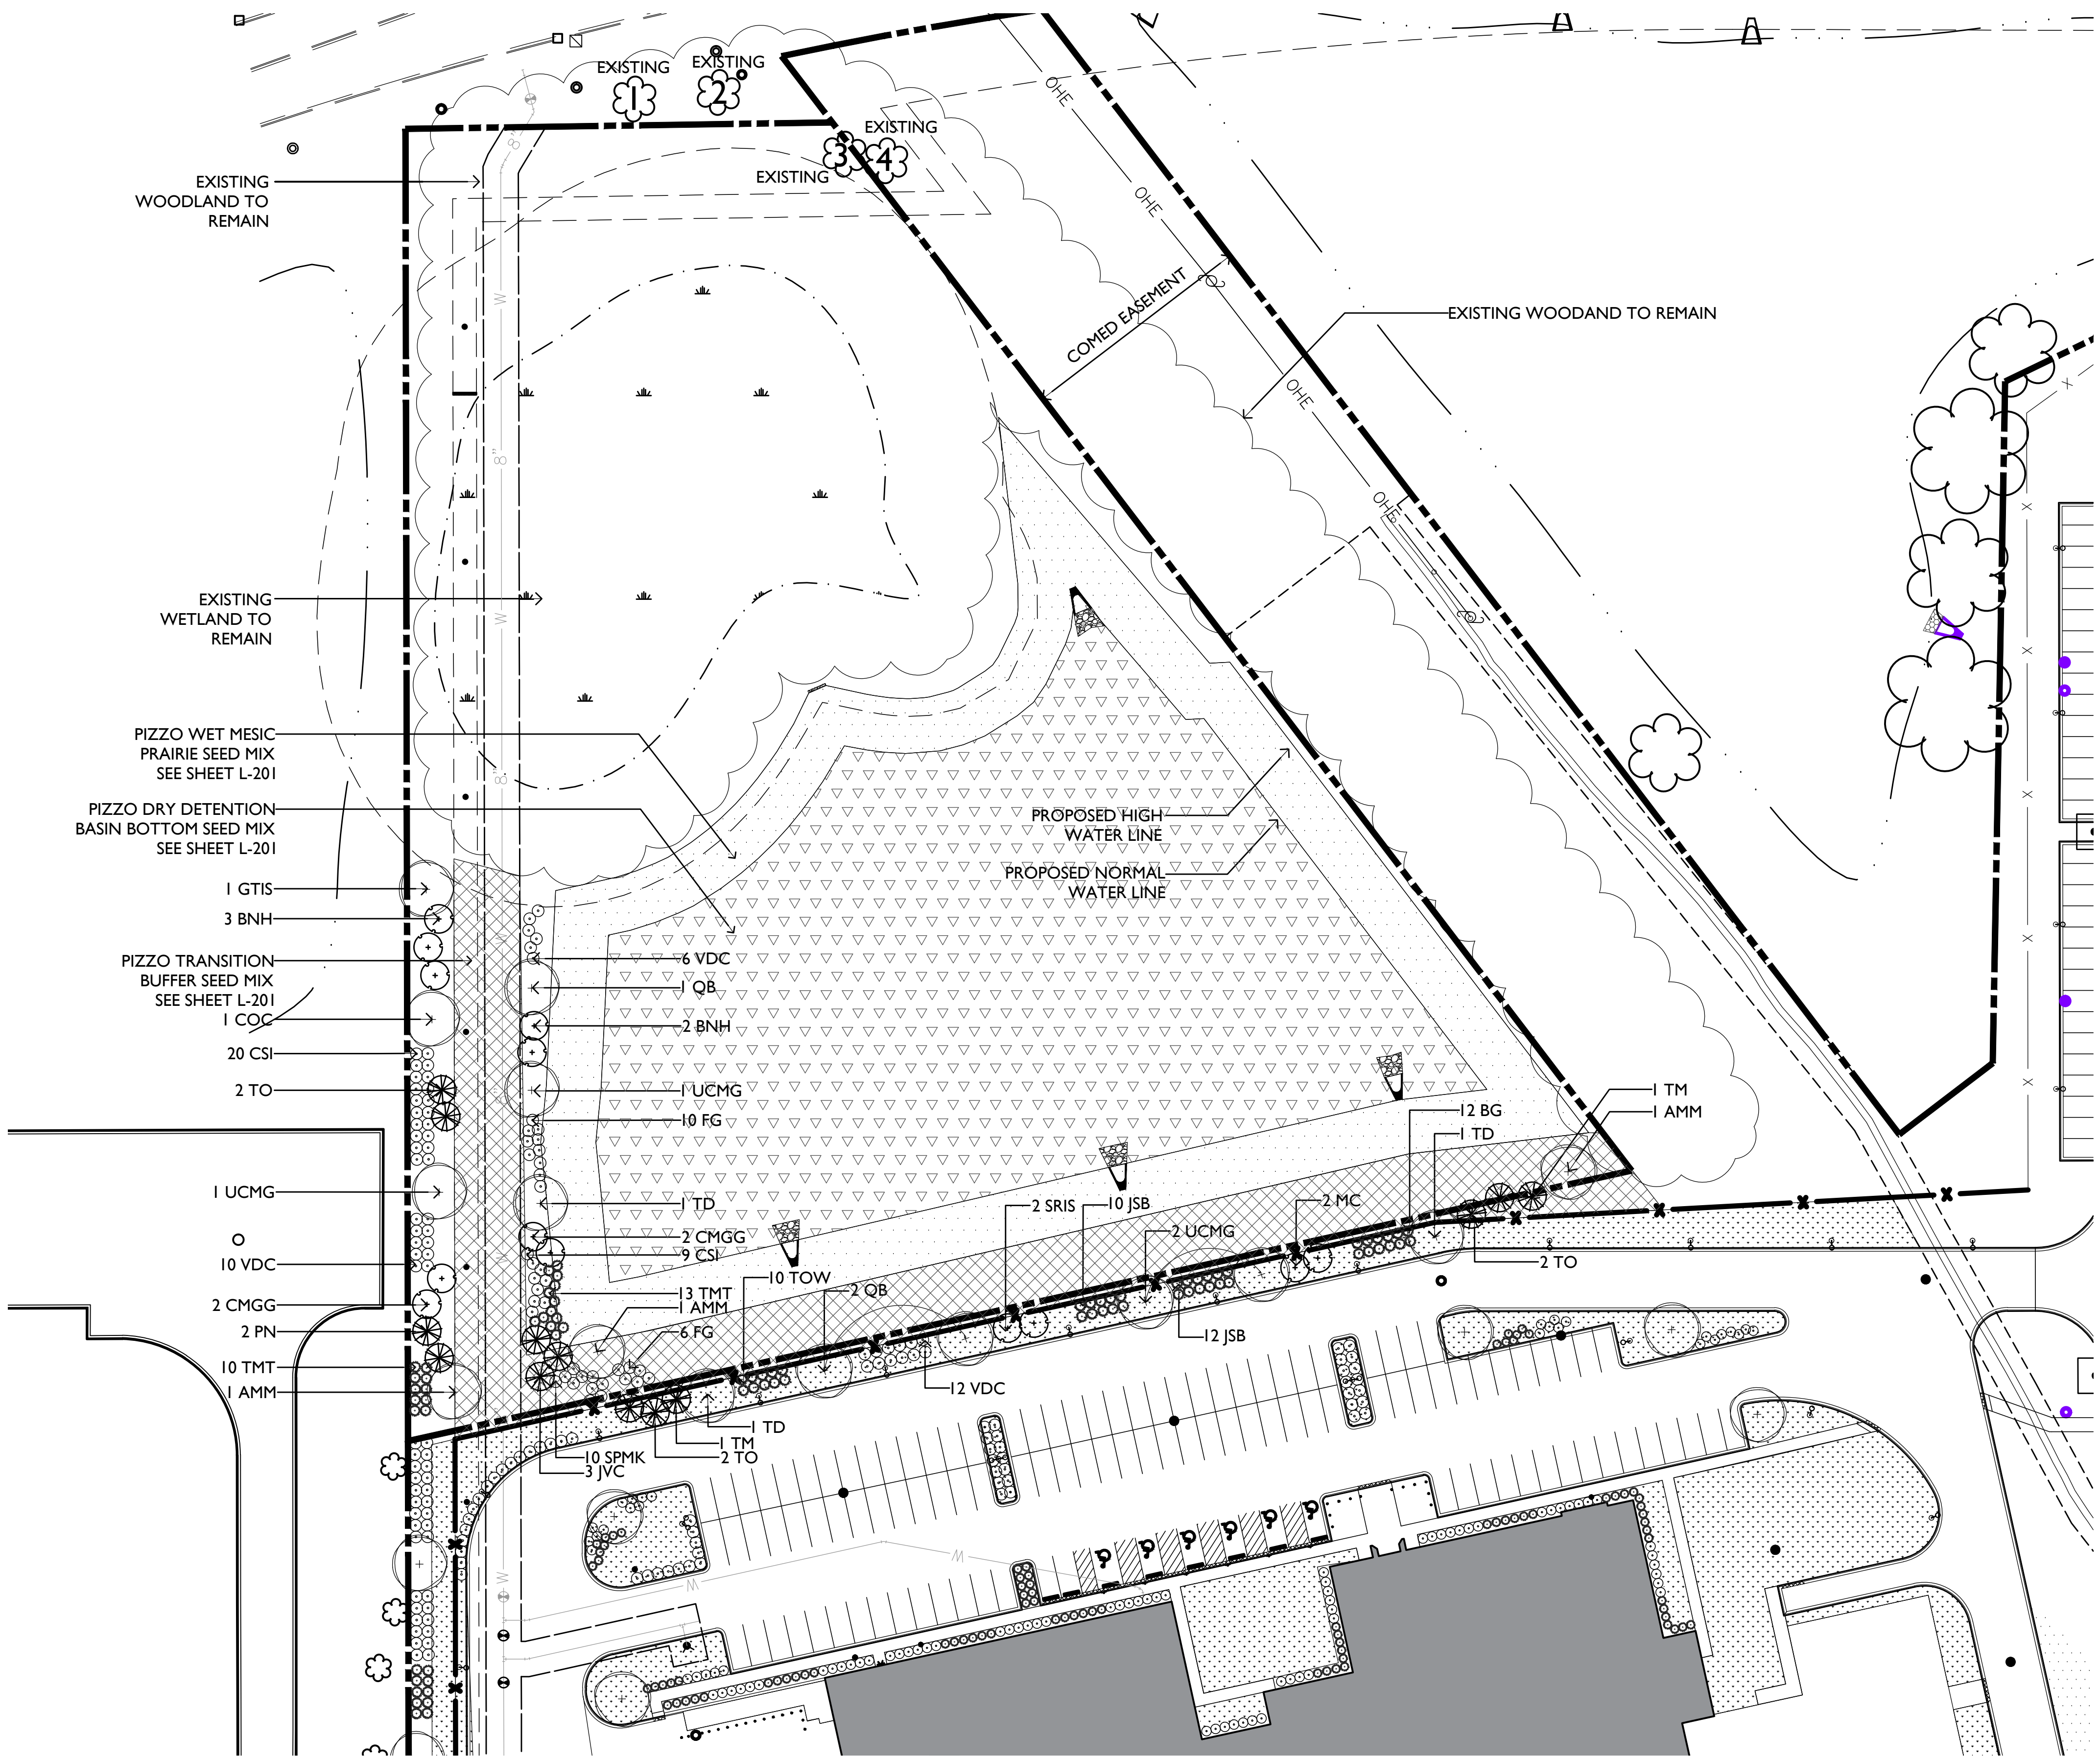 EXISTING
1
EXISTING
2
EXISTING
3
4
EXISTING
8"
OHE
OHE
EXISTING
WOODLAND TO
REMAIN
W
COMED EASEMENT
EXISTING WOODAND TO REMAIN
OHE
X
8"
OHE
X
EXISTING
WETLAND TO
REMAIN
W
X
PIZZO WET MESIC
PRAIRIE SEED MIX
SEE SHEET L-201
8"
X
PIZZO DRY DETENTION
BASIN BOTTOM SEED MIX
SEE SHEET L-201
PROPOSED HIGH
WATER LINE
PROPOSED NORMAL
WATER LINE
1 GTIS
3 BNH
X
PIZZO TRANSITION
BUFFER SEED MIX
SEE SHEET L-201
1 COC
20 CSI
2 TO
1 UCMG
10 VDC
2 CMGG
2 PN
10 TMT
1 AMM
6 VDC
1 QB
2 BNH
1 UCMG
10 FG
1 TD
2 CMGG
9 CSI
13 TMT
1 AMM
6 FG
X
1 TM
1 AMM
12 BG
1 TD
2 SRIS
10 JSB
2 MC
2 UCMG
2 TO
10 TOW
2 QB
12 JSB
12 VDC
1 TD
1 TM
2 TO
10 SPMK
3 JVC
W
W
W